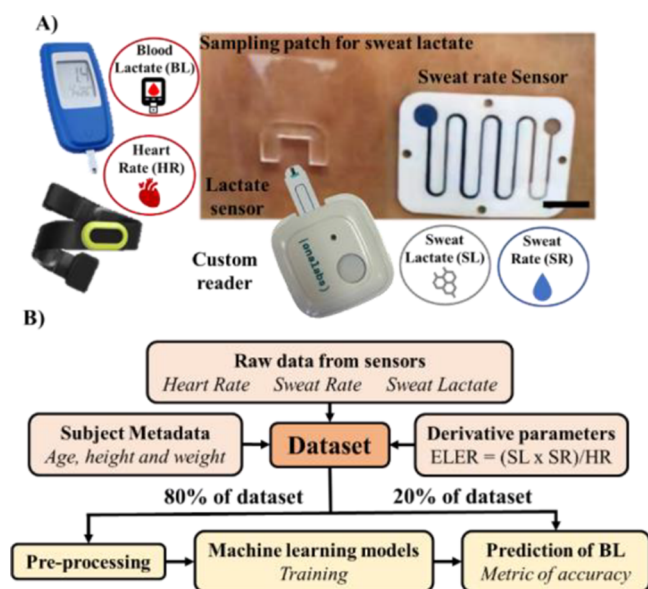 A)
Blood
Lactate (BL)
Heart
Rate (HR)
Sampling patch for sweat lactate
Sweat rate Sensor
Lactate
sensor
Custom
reader
onalabs
Sweat
Lactate (SL)
Sweat
Rate (SR)
B)
Raw data from sensors
Heart Rate Sweat Rate Sweat Lactate
Subject Metadata
Age, height and weight
Dataset
Derivative parameters
ELER = (SL x SR)/HR
80% of dataset
20% of dataset
Pre-processing
Machine learning models
Training
Prediction of BL
Metric of accuracy